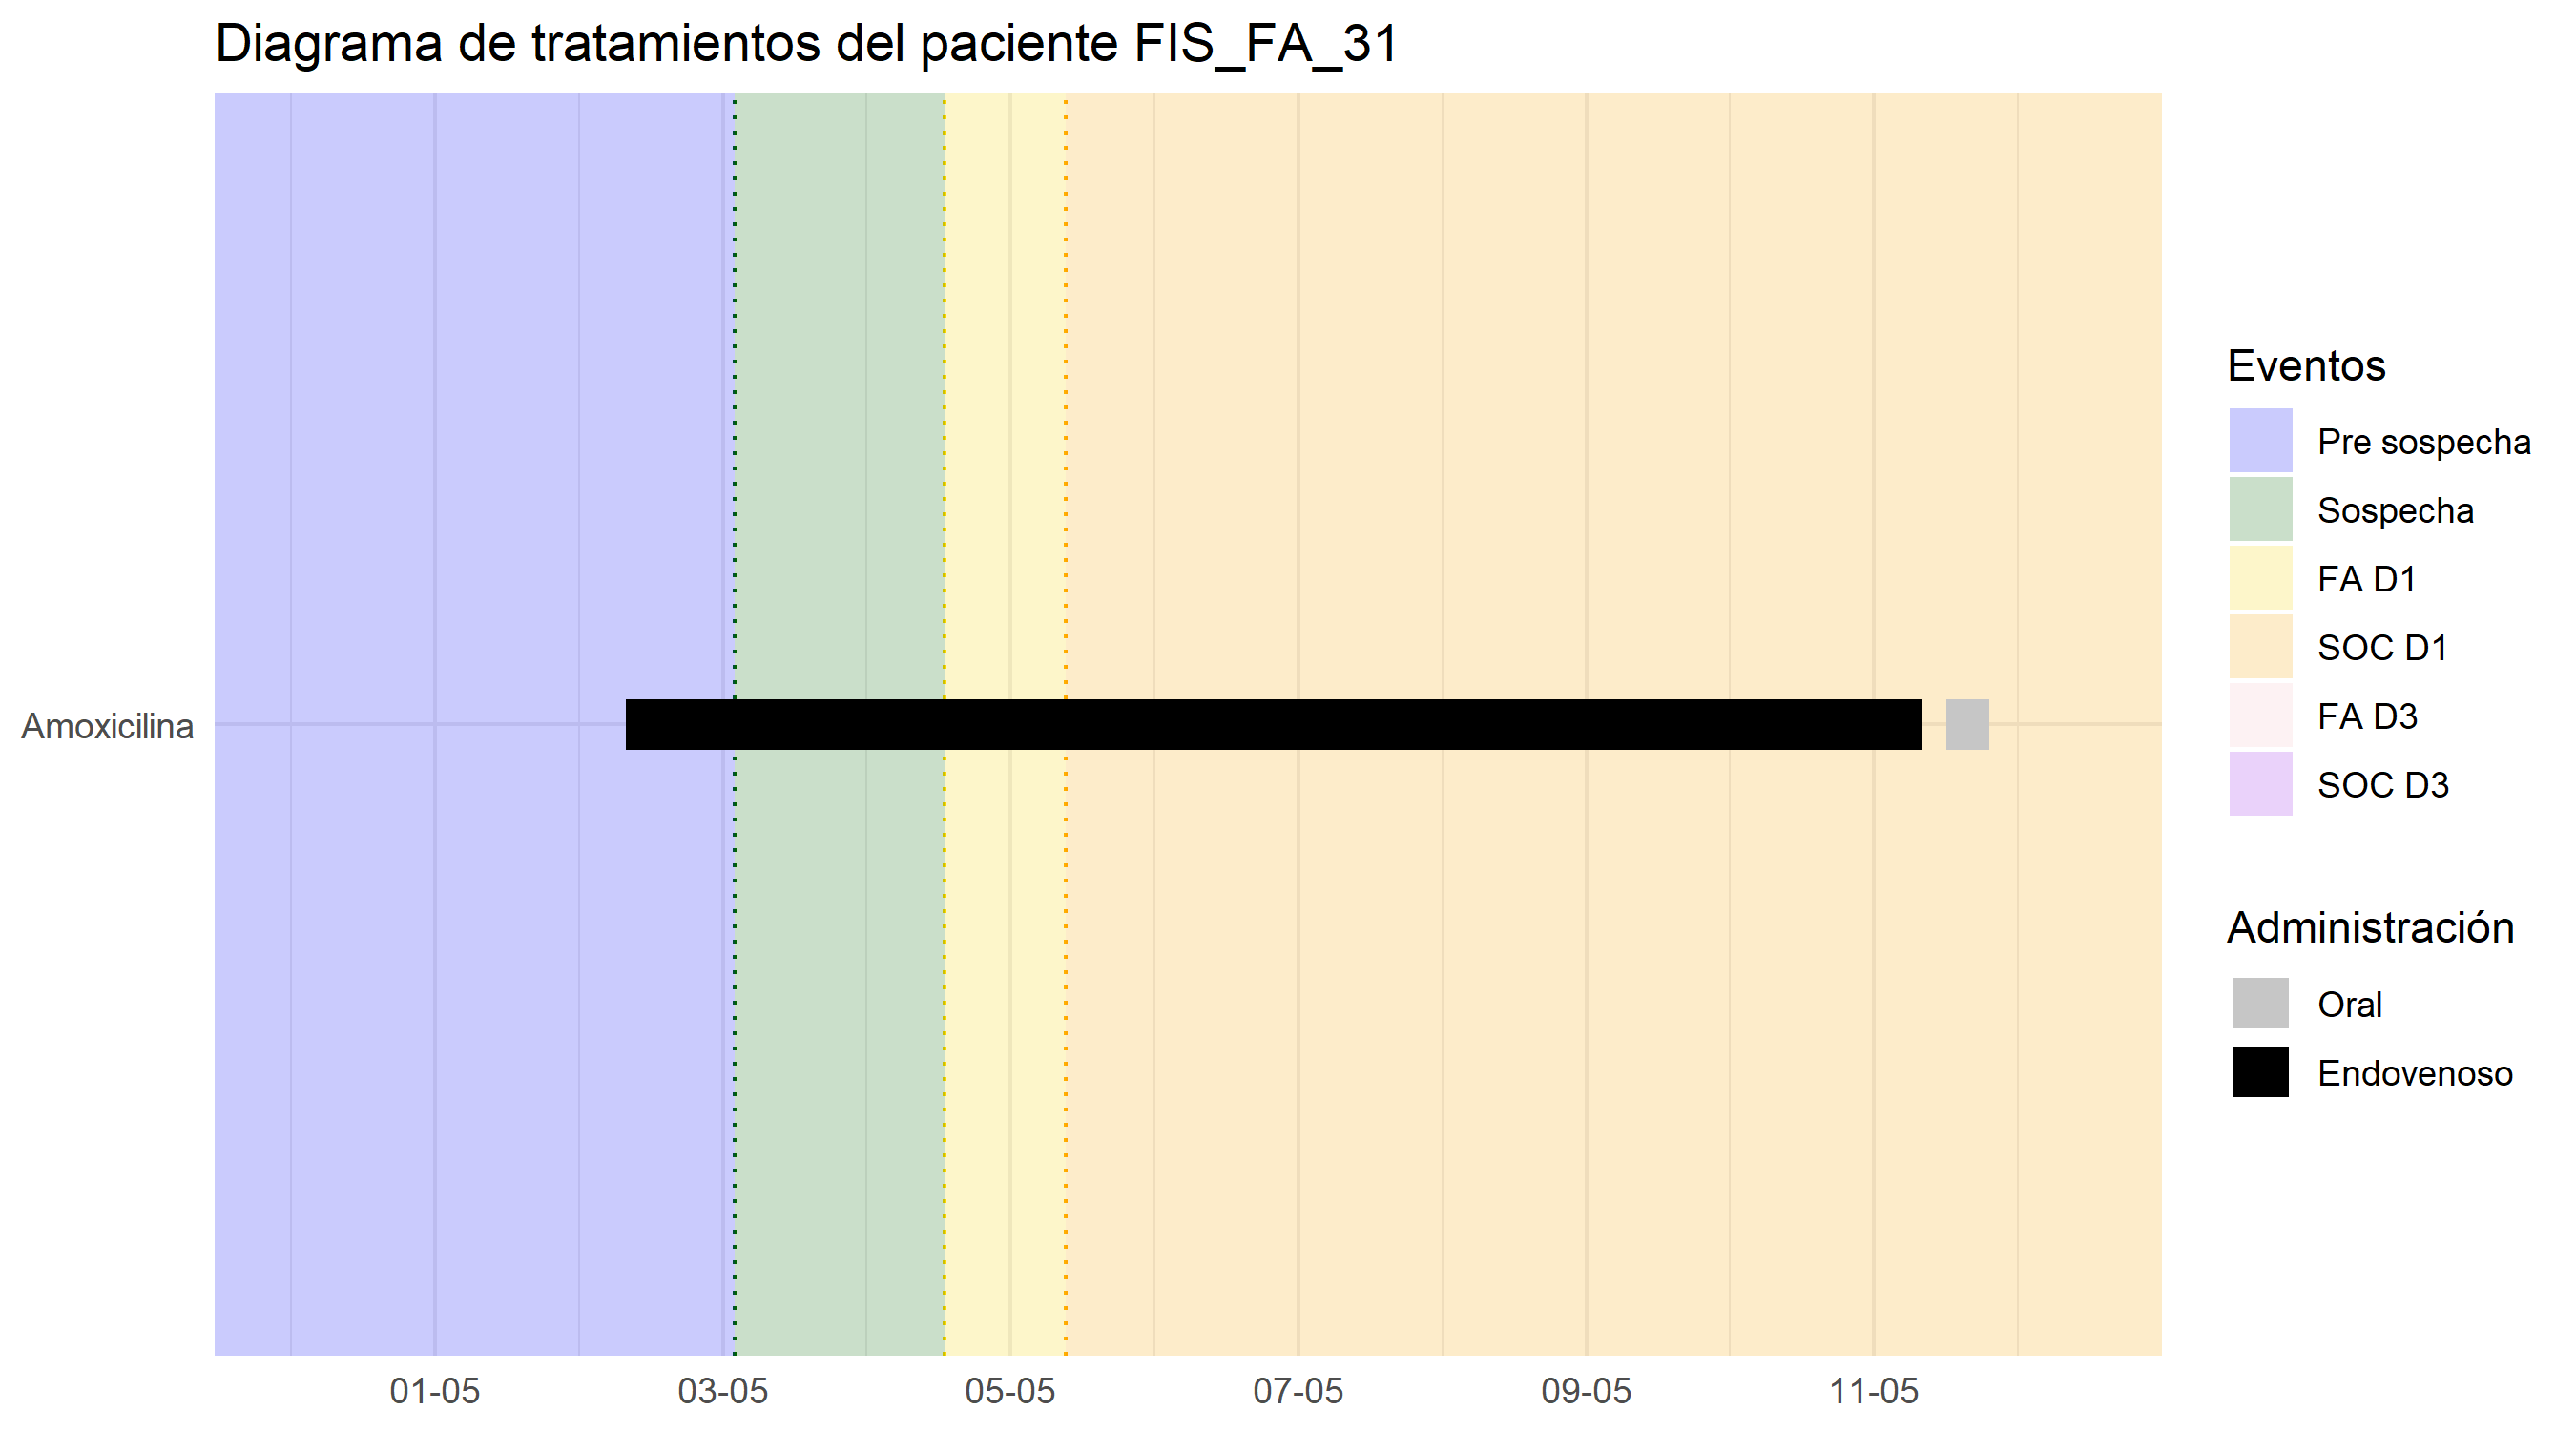 Diagrama de tratamientos del paciente FIS_FA_31
Amoxicilina
01-05
03-05
05-05
07-05
09-05
11-05
Eventos
Pre sospecha
Sospecha
FA D1
SOC D1
FA D3
SOC D3
Administración
Oral
Endovenoso